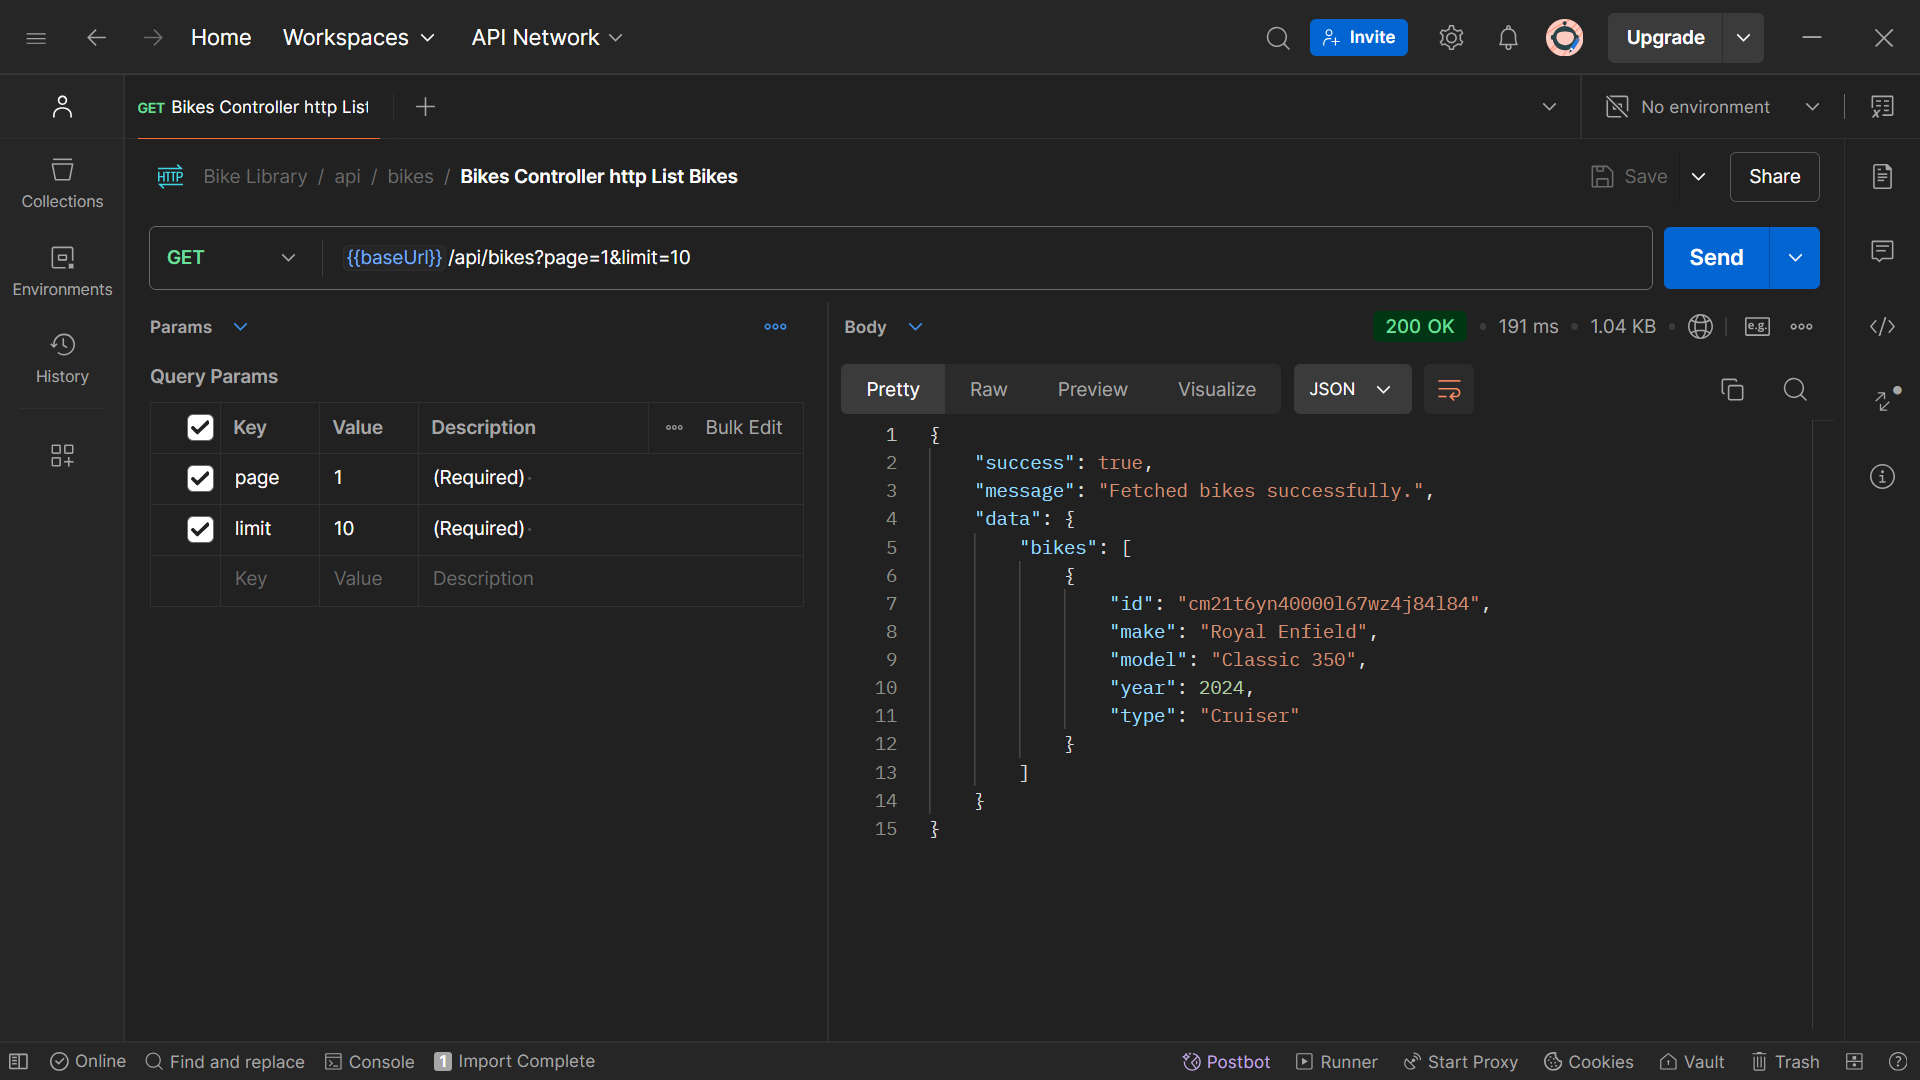 Home
Workspaces
API Network
Invite
Upgrade
GET Bikes Controller http List
No environment
HTTP Bike Library / api / bikes / Bikes Controller http List Bikes
Save
Share
GET
{{baseUrl}} /api/bikes?page=1&limit=10
Send
Collections
Environments
History
Params
Query Params
Key Value Description Bulk Edit
page 1 (Required)
limit 10 (Required)
Key Value Description
Body
200 OK 191 ms 1.04 KB e.g.
Pretty Raw Preview Visualize JSON
1 {
2 "success": true,
3 "message": "Fetched bikes successfully.",
4 "data": {
5 "bikes": [
6 {
7 "id": "cm21t6yn40000l67wz4j84l84",
8 "make": "Royal Enfield",
9 "model": "Classic 350",
10 "year": 2024,
11 "type": "Cruiser"
12 }
13 ]
14 }
15 }
Online
Find and replace
Console
1 Import Complete
Postbot
Runner
Start Proxy
Cookies
Vault
Trash